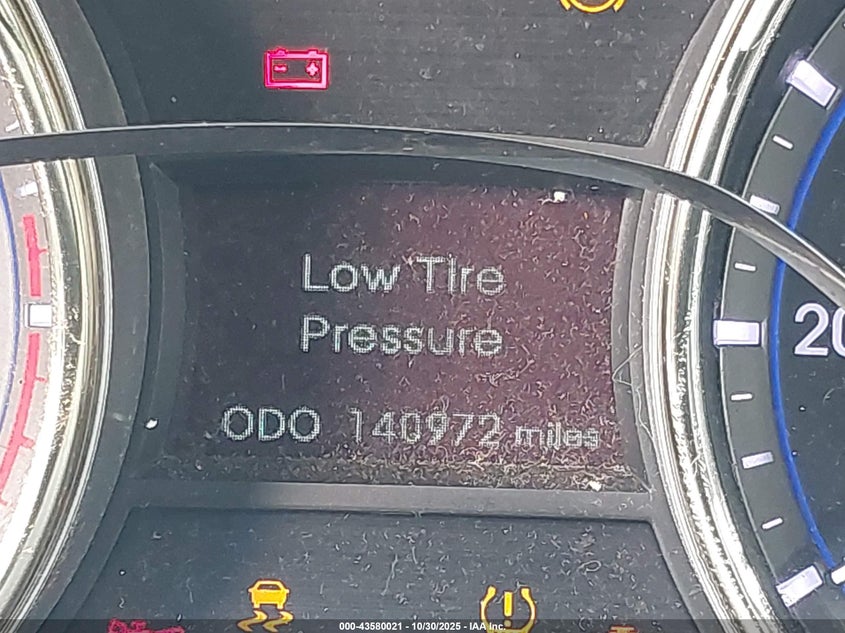 Low Tire
Pressure
20
ODO 140972 miles
000-43580021 - 10/30/2025 - IAA Inc.